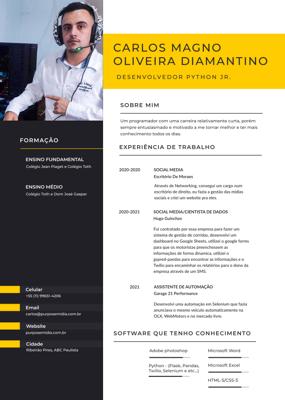 CARLOS MAGNO
OLIVEIRA DIAMANTINO
DESENVOLVEDOR PYTHON JR.
SOBRE MIM
Um programador com uma carreira relativamente curta, porém
sempre entusiasmado e motivado a me tornar melhor e ter mais
conhecimento todos os dias.
EXPERIÊNCIA DE TRABALHO
2020-2020
SOCIAL MEDIA
Escritório De Moraes
Através do Networking, consegui um cargo num
escritório de direito, eu fazia a gestão das mídias
sociais e criei um website pra eles.
2020-2021
SOCIAL MEDIA/CIENTISTA DE DADOS
Hugo Guinchos
Fui contratado por essa empresa para fazer um
sistema de gestão de corridas, desenvolvi um
dashboard no Google Sheets, utilizei o google forms
para que os motoristas preenchessem as
informações de forma dinâmica, utilizei o
pywed-pandas para encontrar as informações e o
Twilio para encaminhar os relatórios para o dono da
empresa através de um SMS.
2021
ASSISTENTE DE AUTOMAÇÃO
Garage 21 Performance
Desenvolvi uma automação em Selenium que fazia
anunciava o mesmo veículo automaticamente na
OLX, WebMotors e no mercado livre.
SOFTWARE QUE TENHO CONHECIMENTO
Adobe photoshop
Python - (Flask, Pandas,
Twilio, Selenium e etc...)
Microsoft Word
Microsoft Excel
HTML-5/CSS-3
FORMAÇÃO
ENSINO FUNDAMENTAL
Colégio Jean Piaget e Colégio Toth
ENSINO MÉDIO
Colégio Toth e Dom José Gaspar
Celular
+55 (11) 99651-4206
Email
carlos@purposemidia.com.br
Website
purposemidia.com.br
Cidade
Ribeirão Pires, ABC Paulista